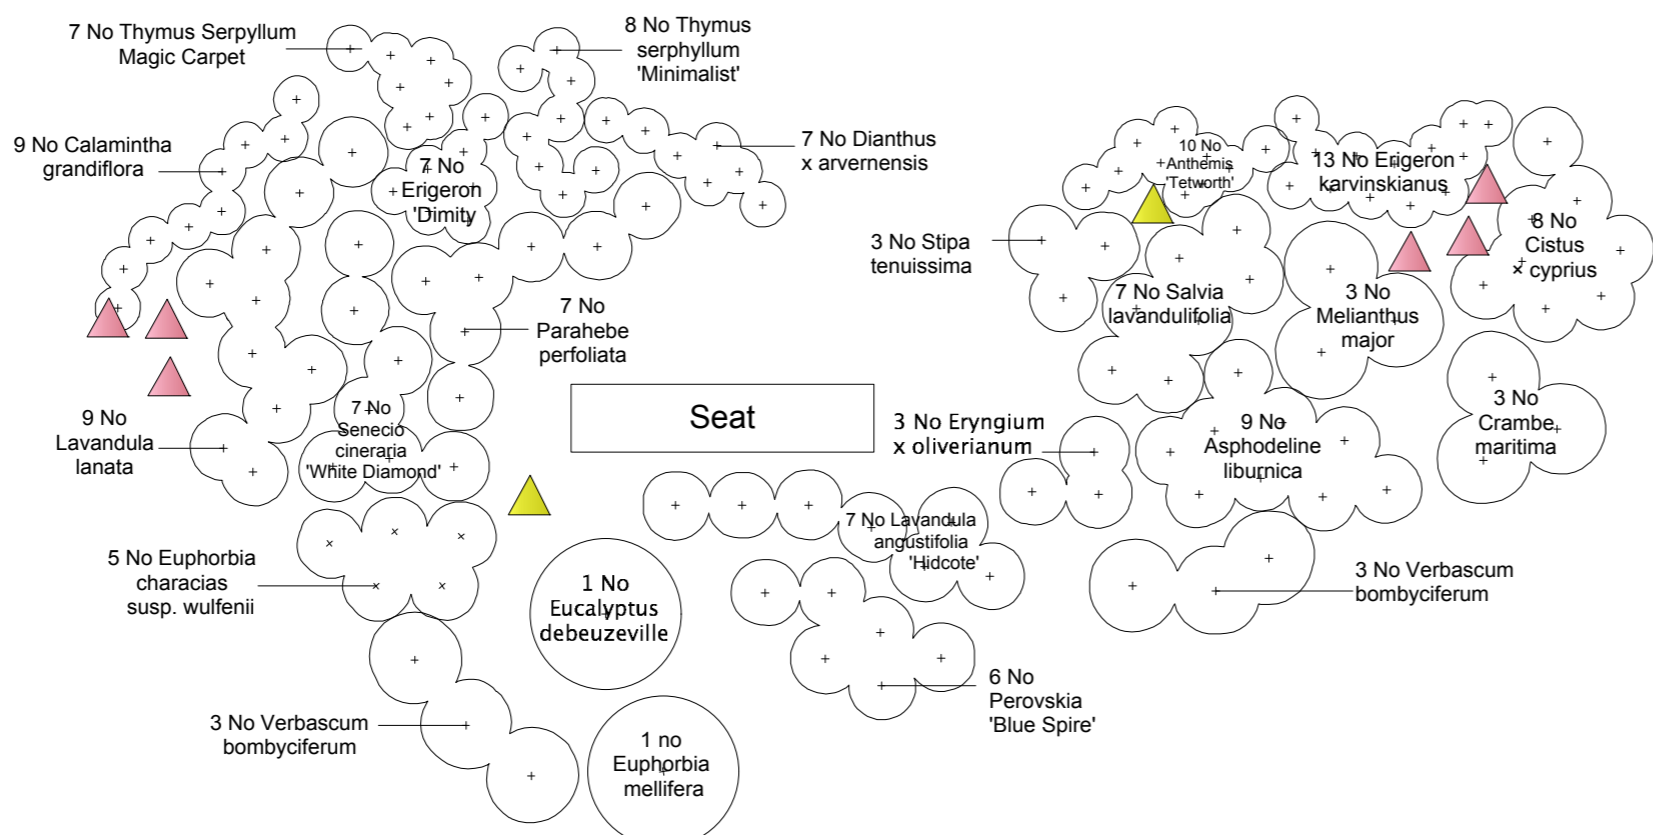 7 No Thymus Serpyllum
Magic Carpet
8 No Thymus
serphyllum
'Minimalist'
9 No Calamintha
grandiflora
7 No
Erigeron
'Dimity
7 No Dianthus
x arvernensis
10 No
Anthemis
'Tetworth'
13 No Erigeron
karvinskianus
3 No Stipa
tenuissima
8 No
Cistus
x cyprius
7 No Salvia
lavandulifolia
3 No
Melianthus
major
7 No
Parahebe
perfoliata
9 No
Lavandula
lanata
7 No
Senecio
cineraria
'White Diamond'
Seat
3 No Eryngium
x oliverianum
9 No
Asphodeline
liburnica
3 No
Crambe
maritima
5 No Euphorbia
characias
susp. wulfenii
1 No
Eucalyptus
debeuzeville
7 No Lavandula
angustifolia
'Hidcote'
3 No Verbascum
bombyciferum
6 No
Perovskia
'Blue Spire'
3 No Verbascum
bombyciferum
1 no
Euphorbia
mellifera